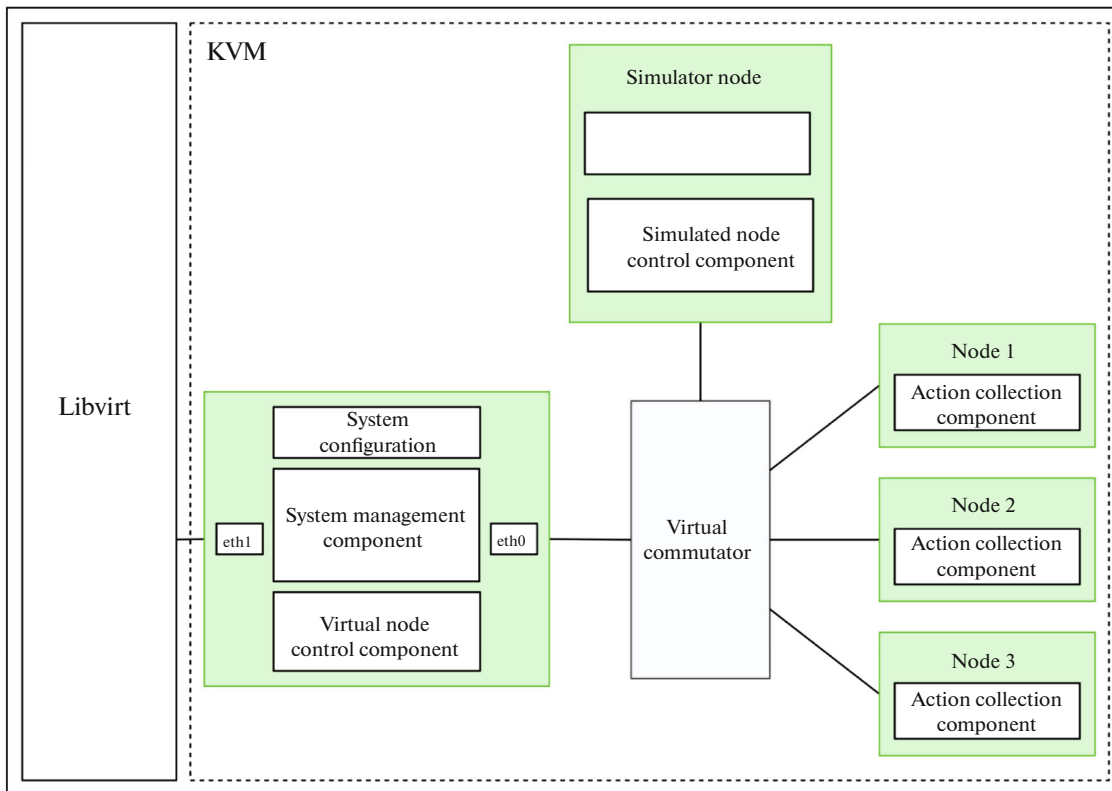 KVM
Simulator node
Simulated node
control component
Libvirt
System
configuration
System management
component
eth1
eth0
Virtual node
control component
Virtual
commutator
Node 1
Action collection
component
Node 2
Action collection
component
Node 3
Action collection
component